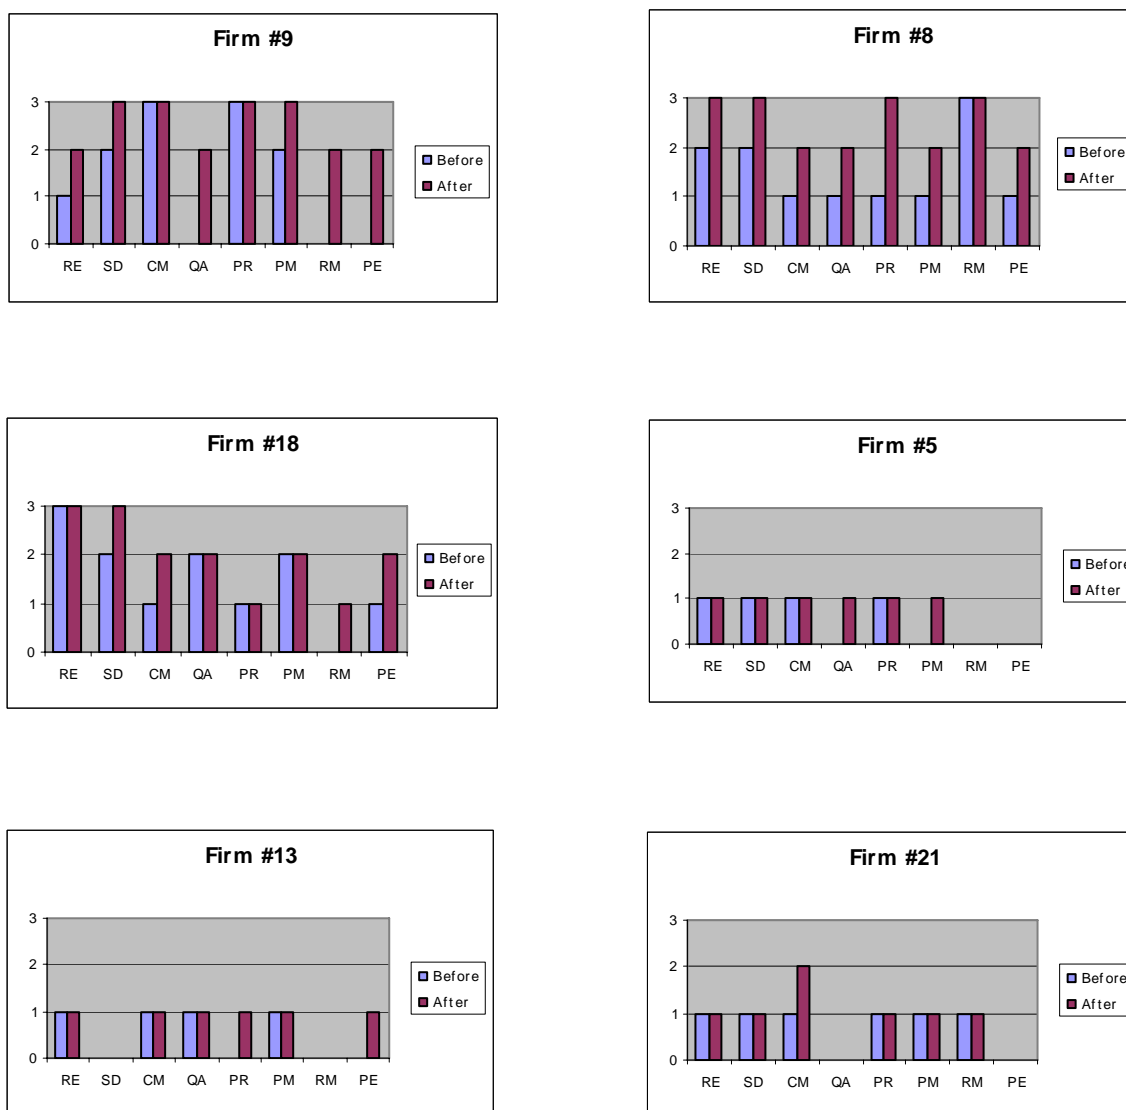 Firm #9
3
2
1
0
RE SD CM QA PR PM RM PE
Before
After
Firm #8
3
2
1
0
RE SD CM QA PR PM RM PE
Before
After
Firm #18
3
2
1
0
RE SD CM QA PR PM RM PE
Before
After
Firm #5
3
2
1
0
RE SD CM QA PR PM RM PE
Before
After
Firm #13
3
2
1
0
RE SD CM QA PR PM RM PE
Before
After
Firm #21
3
2
1
0
RE SD CM QA PR PM RM PE
Before
After